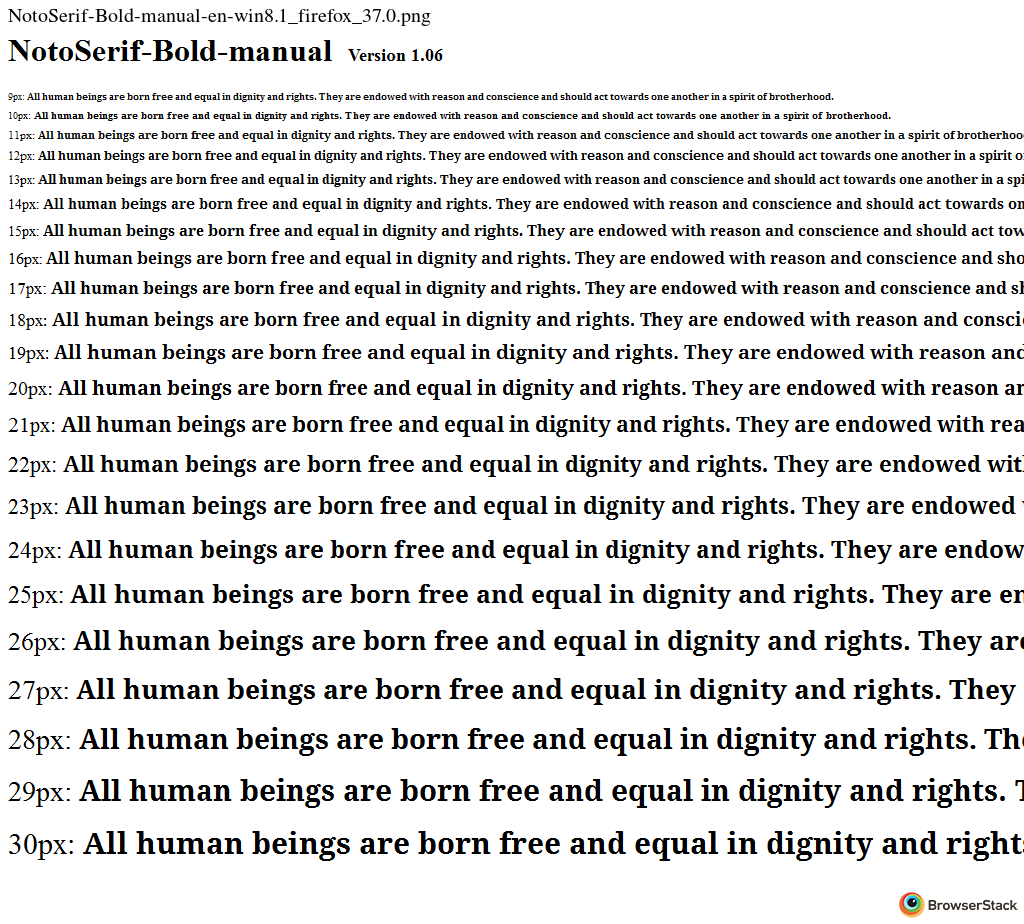 NotoSerif-Bold-manual-en-win8.1_firefox_37.0.png
NotoSerif-Bold-manual Version 1.06
9px: All human beings are born free and equal in dignity and rights. They are endowed with reason and conscience and should act towards one another in a spirit of brotherhood.
10px: All human beings are born free and equal in dignity and rights. They are endowed with reason and conscience and should act towards one another in a spirit of brotherhood.
11px: All human beings are born free and equal in dignity and rights. They are endowed with reason and conscience and should act towards one another in a spirit of brotherhoo
12px: All human beings are born free and equal in dignity and rights. They are endowed with reason and conscience and should act towards one another in a spirit o
13px: All human beings are born free and equal in dignity and rights. They are endowed with reason and conscience and should act towards one another in a spi
14px: All human beings are born free and equal in dignity and rights. They are endowed with reason and conscience and should act towards on
15px: All human beings are born free and equal in dignity and rights. They are endowed with reason and conscience and should act tow
16px: All human beings are born free and equal in dignity and rights. They are endowed with reason and conscience and sho
17px: All human beings are born free and equal in dignity and rights. They are endowed with reason and conscience and sh
18px: All human beings are born free and equal in dignity and rights. They are endowed with reason and consci
19px: All human beings are born free and equal in dignity and rights. They are endowed with reason and
20px: All human beings are born free and equal in dignity and rights. They are endowed with reason an
21px: All human beings are born free and equal in dignity and rights. They are endowed with rea
22px: All human beings are born free and equal in dignity and rights. They are endowed wit
23px: All human beings are born free and equal in dignity and rights. They are endowed
24px: All human beings are born free and equal in dignity and rights. They are endow
25px: All human beings are born free and equal in dignity and rights. They are en
26px: All human beings are born free and equal in dignity and rights. They are
27px: All human beings are born free and equal in dignity and rights. They
28px: All human beings are born free and equal in dignity and rights. The
29px: All human beings are born free and equal in dignity and rights. T
30px: All human beings are born free and equal in dignity and rights
BrowserStack